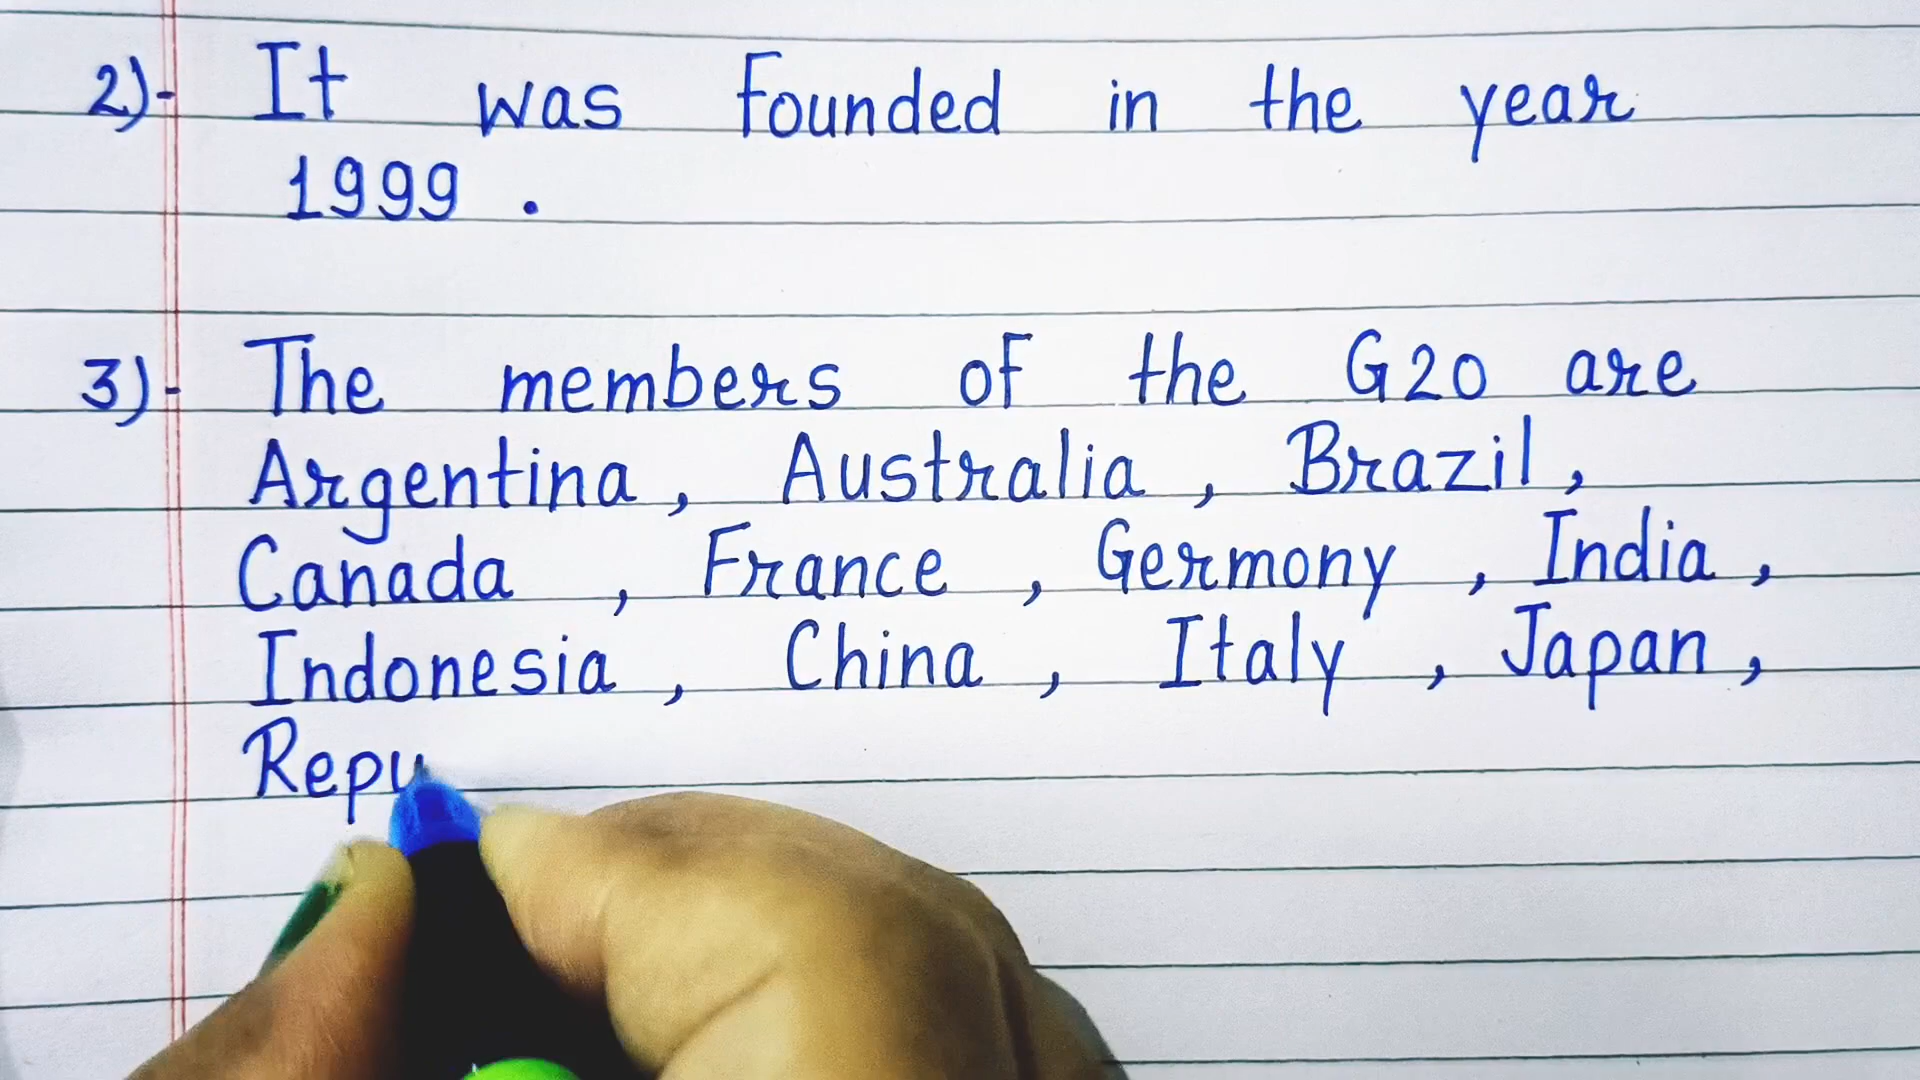 2)- It was founded in the year
1999 .
3)- The members of the G20 are
Argentina, Australia, Brazil,
Canada , France , Germony , India ,
Indonesia , China , Italy , Japan ,
Repu